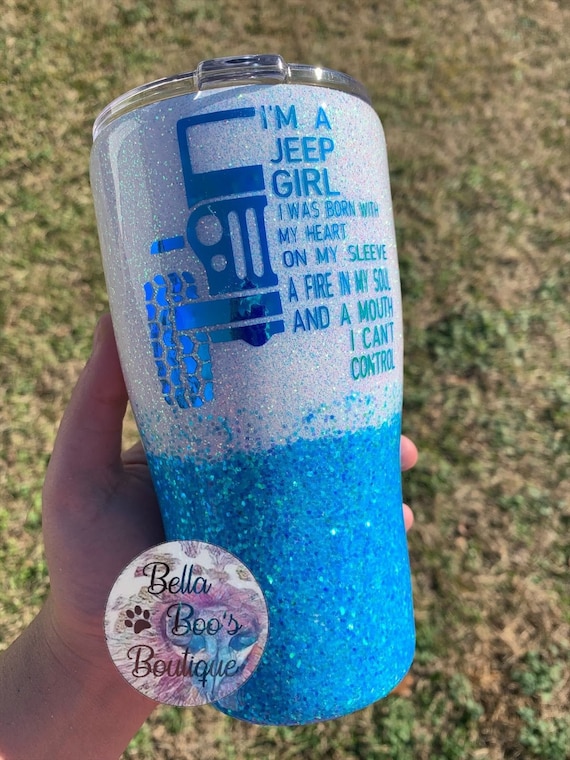 I'M A
JEEP
GIRL
I WAS BORN WITH
MY HEART
ON MY SLEEVE
A FIRE IN MY SOUL
AND A MOUTH
I CAN'T
CONTROL
Bella
Boo's
Boutique